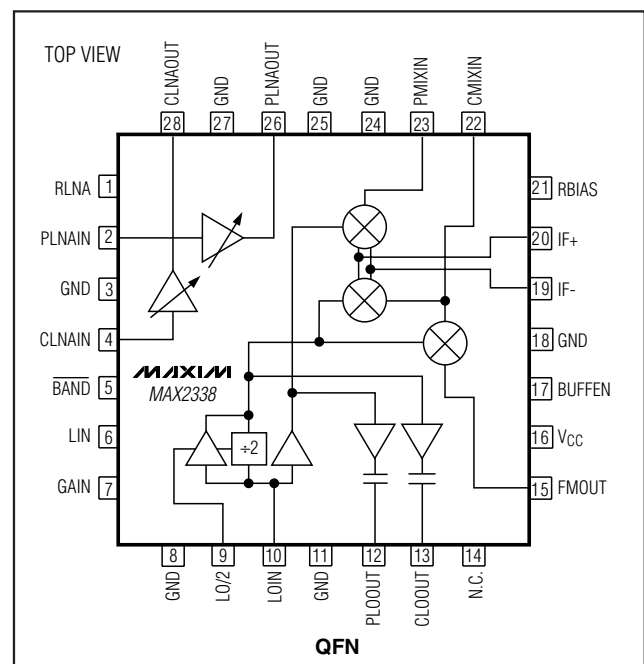 TOP VIEW
CLNAOUT
GND
PLNAOUT
GND
GND
PMIXIN
CMIXIN
28
27
26
25
24
23
22
RLNA 1
PLNAIN 2
GND 3
CLNAIN 4
BAND 5
LIN 6
GAIN 7
21 RBIAS
20 IF+
19 IF-
18 GND
17 BUFFEN
16 VCC
15 FMOUT
MAXIM
MAX2338
÷2
8
9
10
11
12
13
14
GND
LO/2
LOIN
GND
PLOOUT
CLOOUT
N.C.
QFN